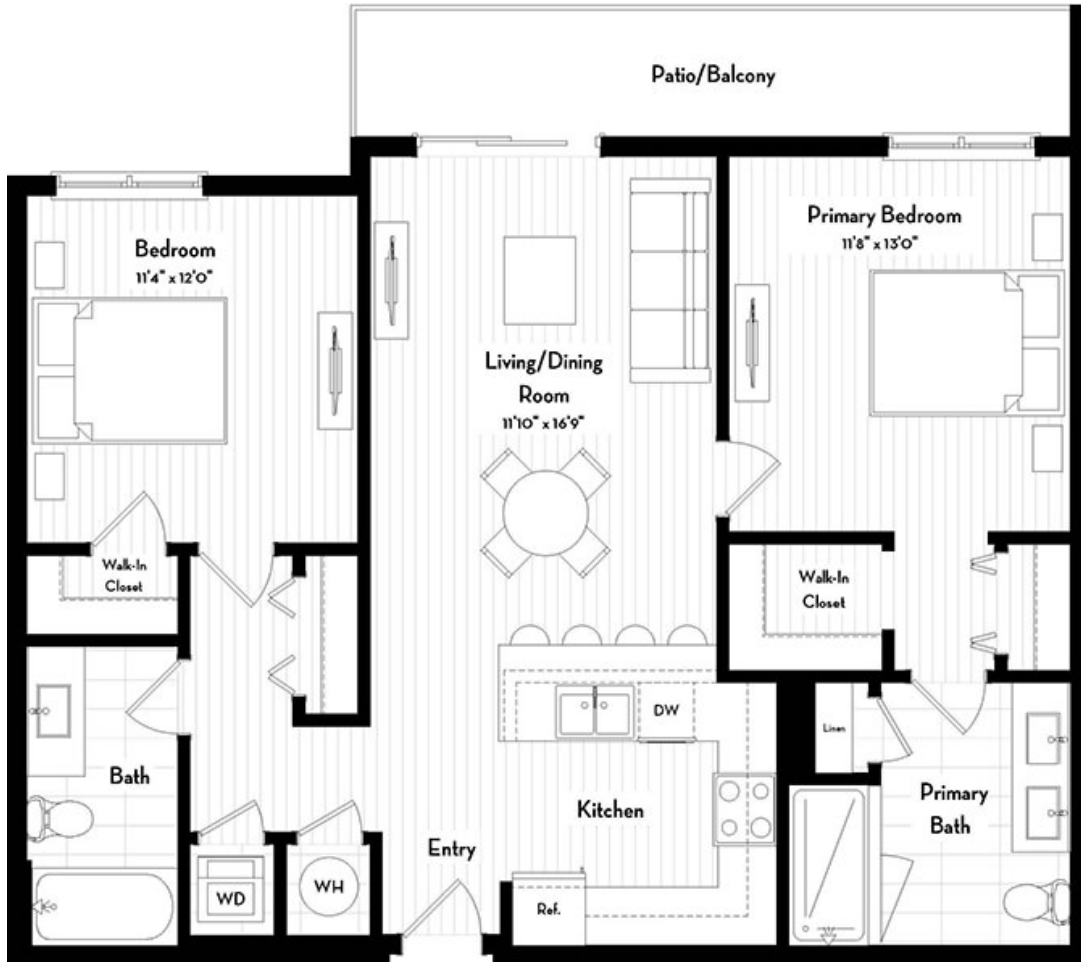 Patio/Balcony
Bedroom
11'4" x 12'0"
Primary Bedroom
11'8" x 13'0"
Living/Dining
Room
11'10" x 16'9"
Walk-In
Closet
Walk-In
Closet
DW
Linen
Bath
Kitchen
Primary
Bath
Entry
WD
WH
Ref.